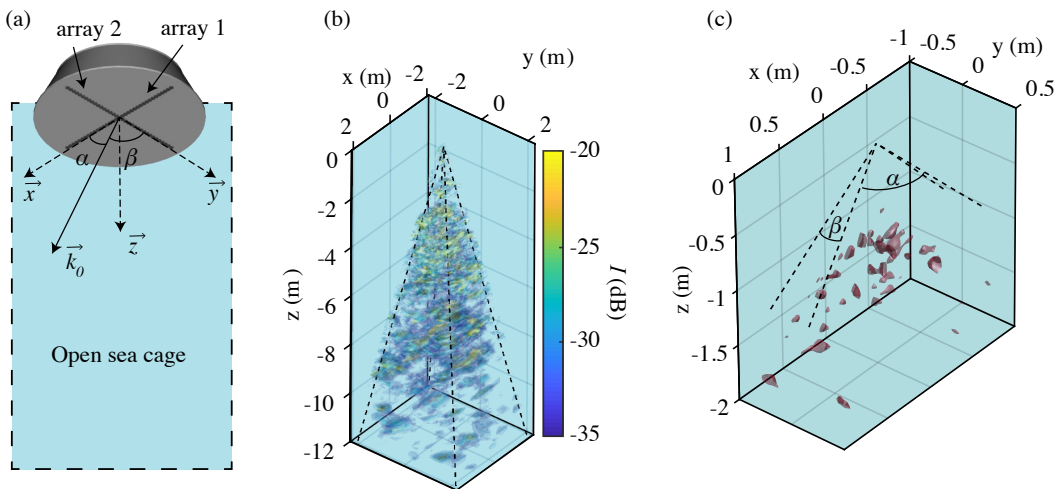 (a)
array 2
array 1
α
β
x
y
z
k0
Open sea cage
(b)
x (m)
y (m)
2
0
-2
-2
0
2
0
-2
-4
-6
-8
-10
-12
z (m)
-20
-25
-30
-35
I (dB)
(c)
x (m)
y (m)
1
0.5
0
-0.5
-1
-0.5
0
0.5
0
-0.5
-1
-1.5
-2
z (m)
α
β